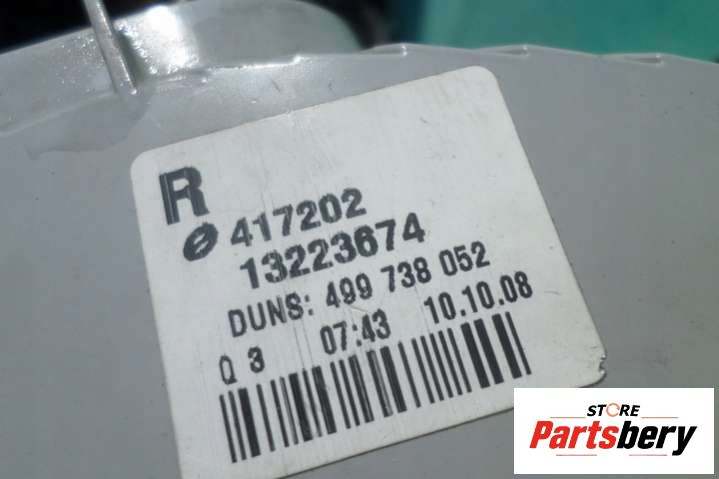 R
417202
13223674
DUNS: 499 738 052
Q 3 07:43 10.10.08
STORE
Partsbery